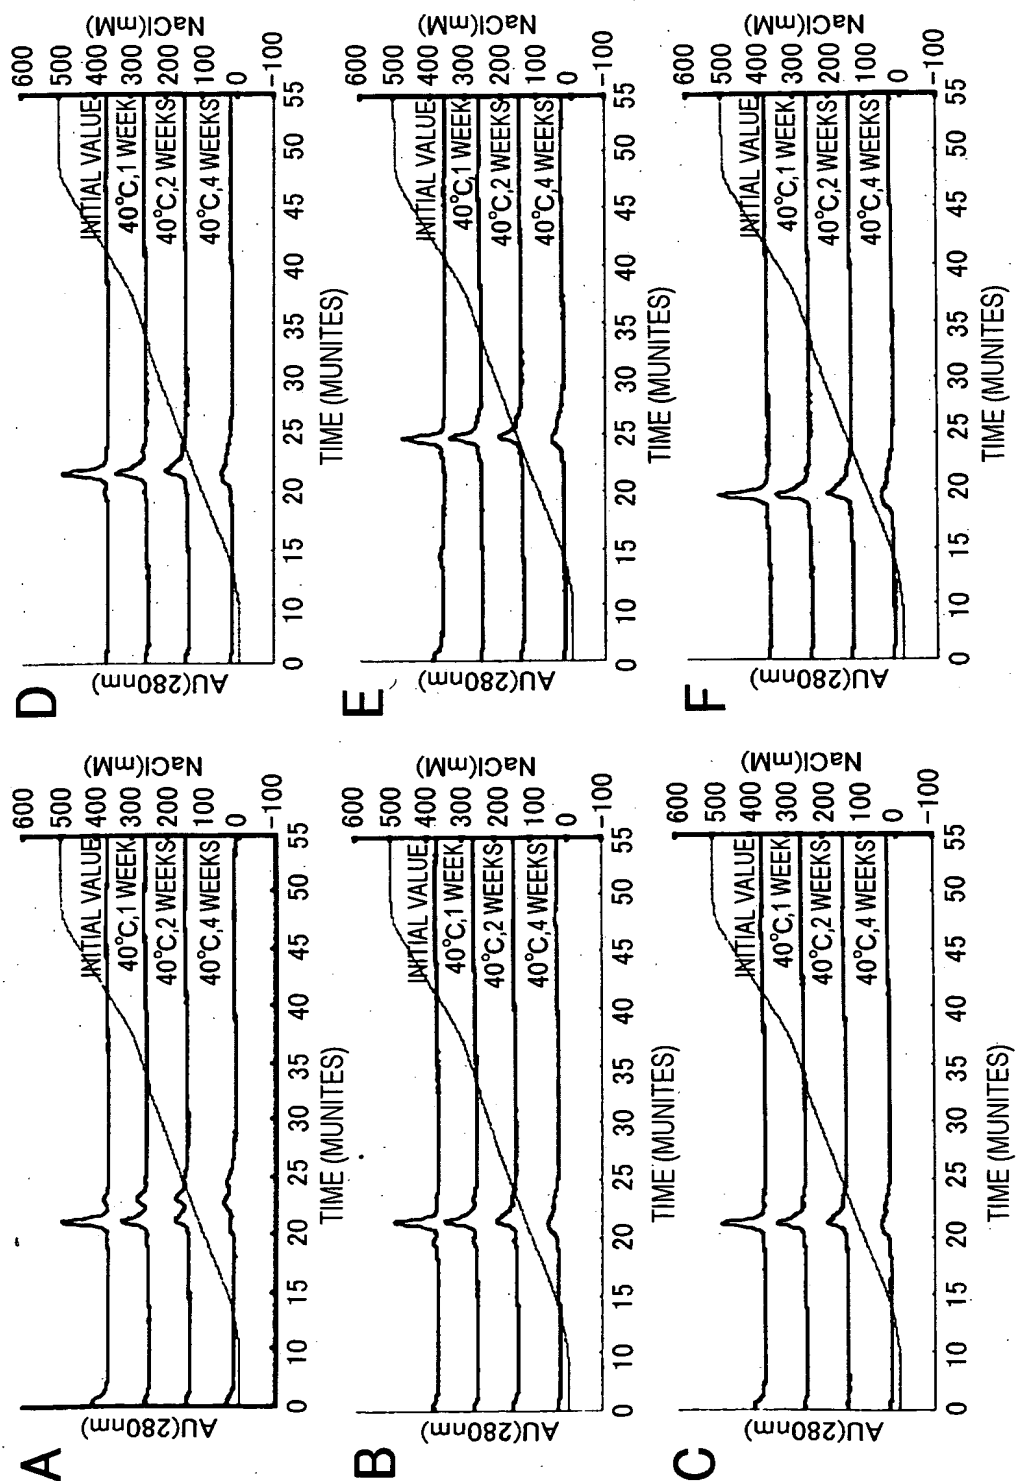 A
AU(280nm)
INITIAL VALUE
40°C,1 WEEK
40°C,2 WEEKS
40°C,4 WEEKS
600
500
400
300
200
100
0
-100
NaCl(mM)
0 10 15 20 25 30 35 40 45 50 55
TIME (MUNITES)
D
AU(280nm)
INITIAL VALUE
40°C,1 WEEK
40°C,2 WEEKS
40°C,4 WEEKS
600
500
400
300
200
100
0
-100
NaCl(mM)
0 10 15 20 25 30 35 40 45 50 55
TIME (MUNITES)
B
AU(280nm)
INITIAL VALUE
40°C,1 WEEK
40°C,2 WEEKS
40°C,4 WEEKS
600
500
400
300
200
100
0
-100
NaCl(mM)
0 10 15 20 25 30 35 40 45 50 55
TIME (MUNITES)
E
AU(280nm)
INITIAL VALUE
40°C,1 WEEK
40°C,2 WEEKS
40°C,4 WEEKS
600
500
400
300
200
100
0
-100
NaCl(mM)
0 10 15 20 25 30 35 40 45 50 55
TIME (MUNITES)
C
AU(280nm)
INITIAL VALUE
40°C,1 WEEK
40°C,2 WEEKS
40°C,4 WEEKS
600
500
400
300
200
100
0
-100
NaCl(mM)
0 10 15 20 25 30 35 40 45 50 55
TIME (MUNITES)
F
AU(280nm)
INITIAL VALUE
40°C,1 WEEK
40°C,2 WEEKS
40°C,4 WEEKS
600
500
400
300
200
100
0
-100
NaCl(mM)
0 10 15 20 25 30 35 40 45 50 55
TIME (MUNITES)